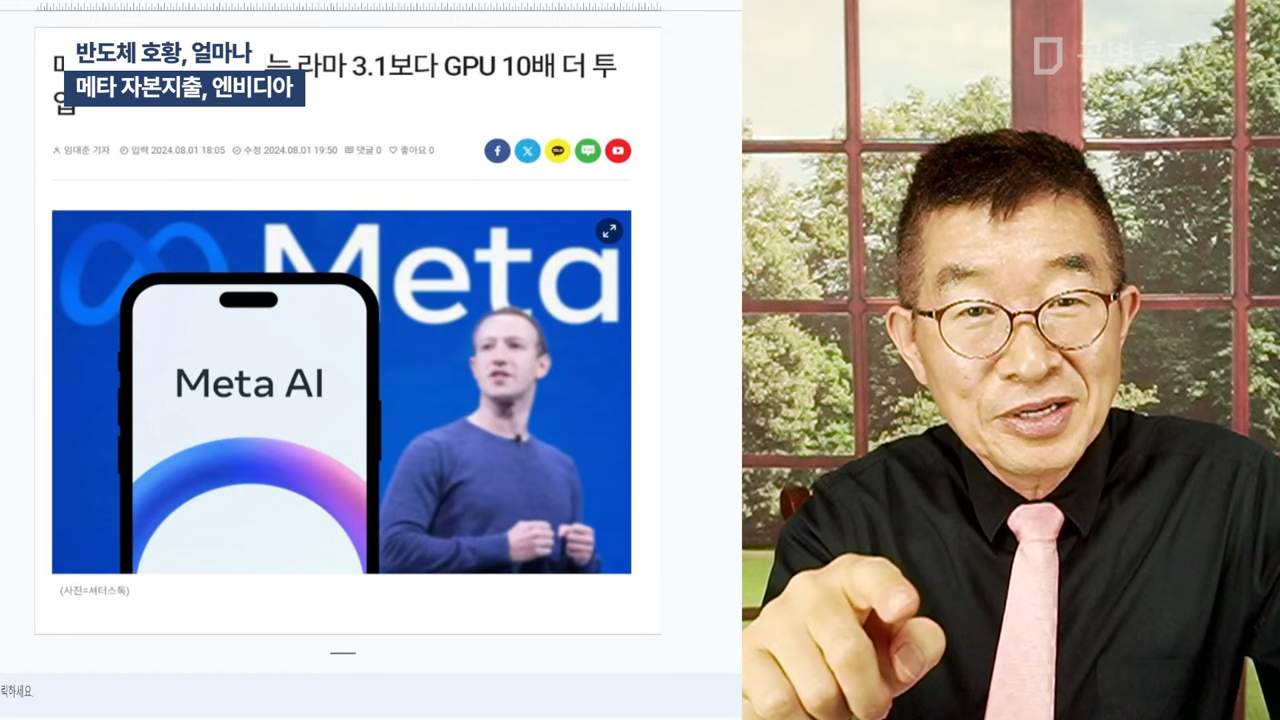 반도체 호황, 얼마나
메타 자본지출, 엔비디아
는 라마 3.1보다 GPU 10배 더 투
입
임대준 기자 입력 2024.08.01 18:05 수정 2024.08.01 19:50 댓글 0 좋아요 0
Meta
Meta AI
(사진=셔터스톡)
릭하세요.